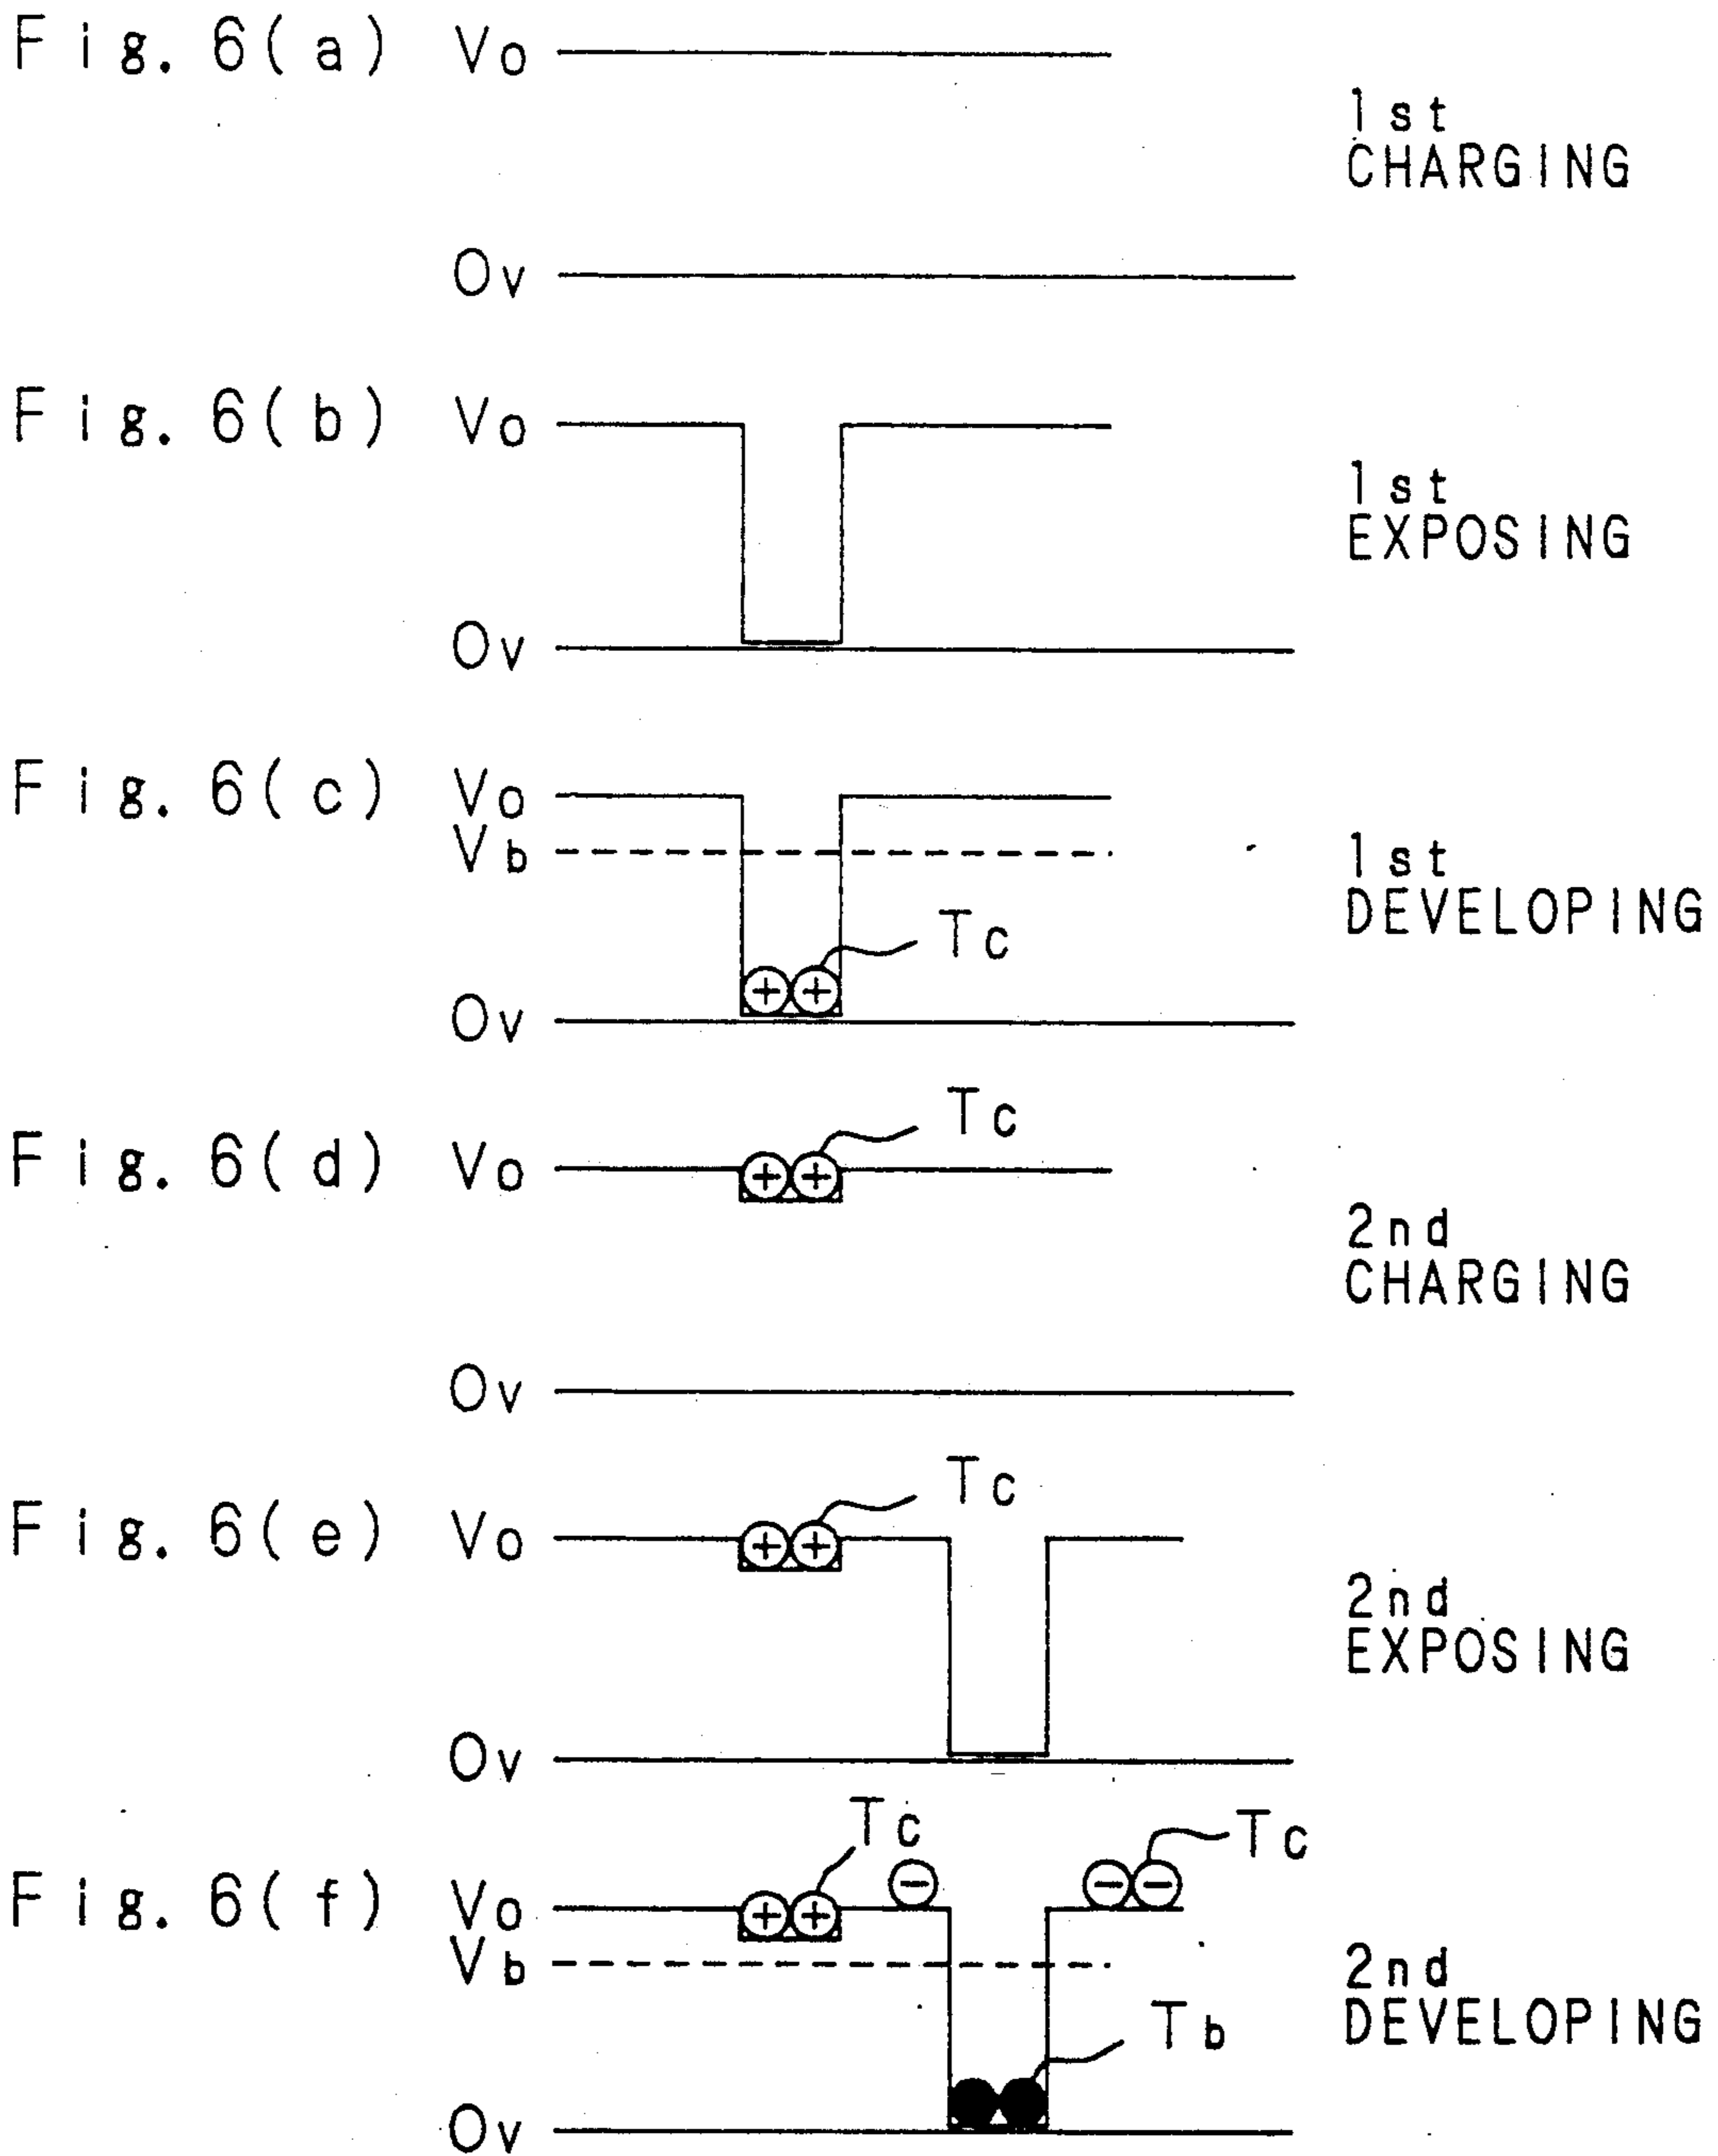 Fig. 6(a) Vo
1st
CHARGING
Ov
Fig. 6(b) Vo
1st
EXPOSING
Ov
Fig. 6(c) Vo
Vb
1st
DEVELOPING
Tc
Ov
Tc
Fig. 6(d) Vo
2nd
CHARGING
Ov
Tc
Fig. 6(e) Vo
2nd
EXPOSING
Ov
Tc Tc
- - -
Fig. 6(f) Vo
+ +
Vb
2nd
DEVELOPING
Tb
Ov